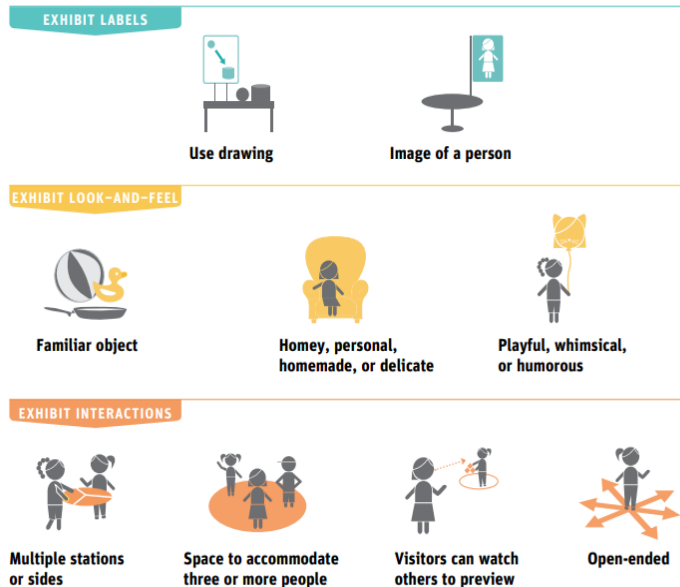 EXHIBIT LABELS
Use drawing
Image of a person
EXHIBIT LOOK-AND-FEEL
Familiar object
Homey, personal,
homemade, or delicate
Playful, whimsical,
or humorous
EXHIBIT INTERACTIONS
Multiple stations
or sides
Space to accommodate
three or more people
Visitors can watch
others to preview
Open-ended